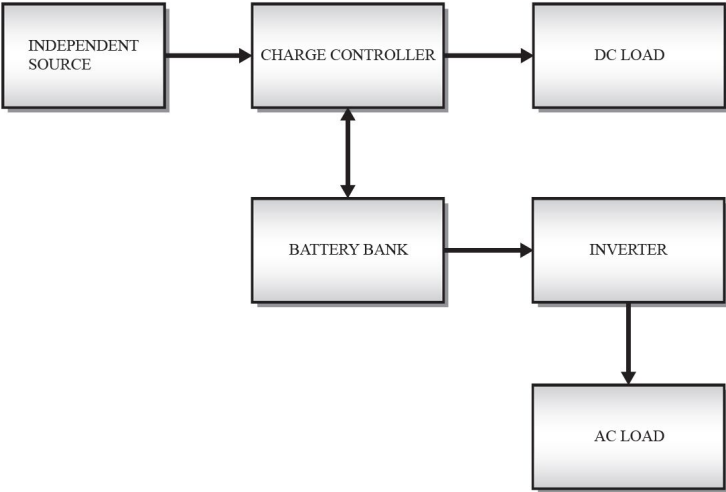 INDEPENDENT
SOURCE
CHARGE CONTROLLER
DC LOAD
BATTERY BANK
INVERTER
AC LOAD